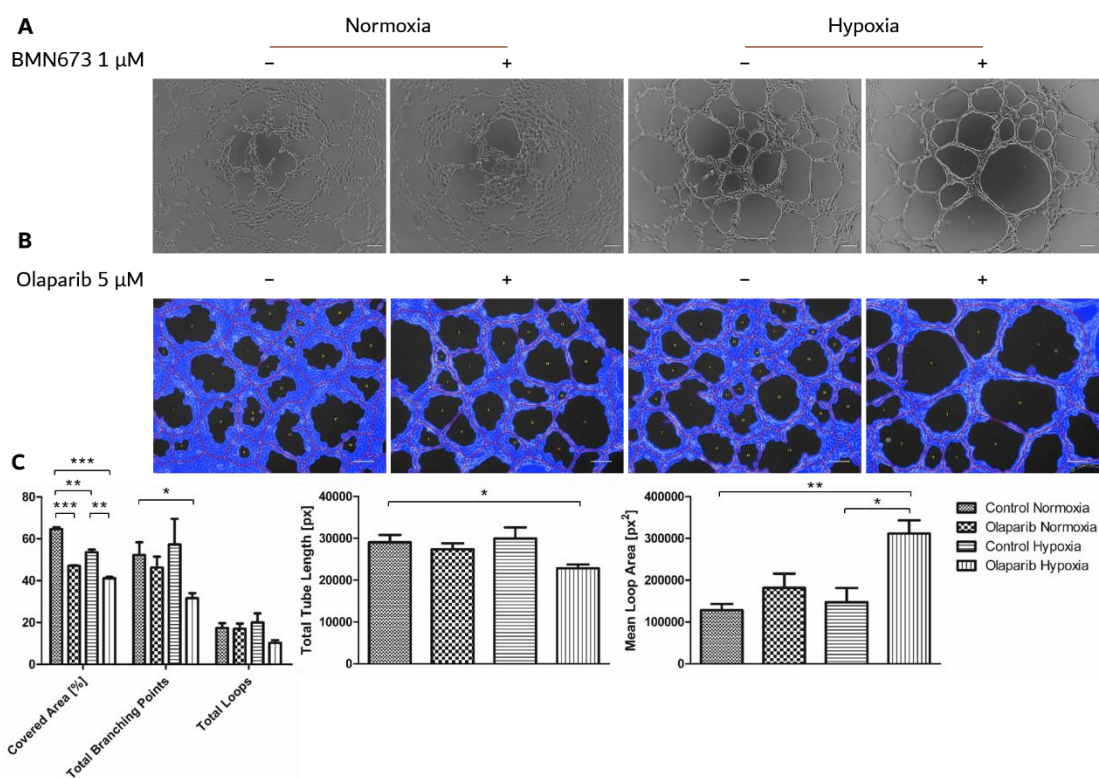 A
Normoxia Hypoxia
BMN673 1 μM − + − +
B
Olaparib 5 μM − + − +
C
***
**
*** **
*
80
60
40
20
0
Covered Area [%]
Total Branching Points
Total Loops
Total Tube Length [px]
40000
30000
20000
10000
0
*
Mean Loop Area [px²]
400000
300000
200000
100000
0
**
*
Control Normoxia
Olaparib Normoxia
Control Hypoxia
Olaparib Hypoxia